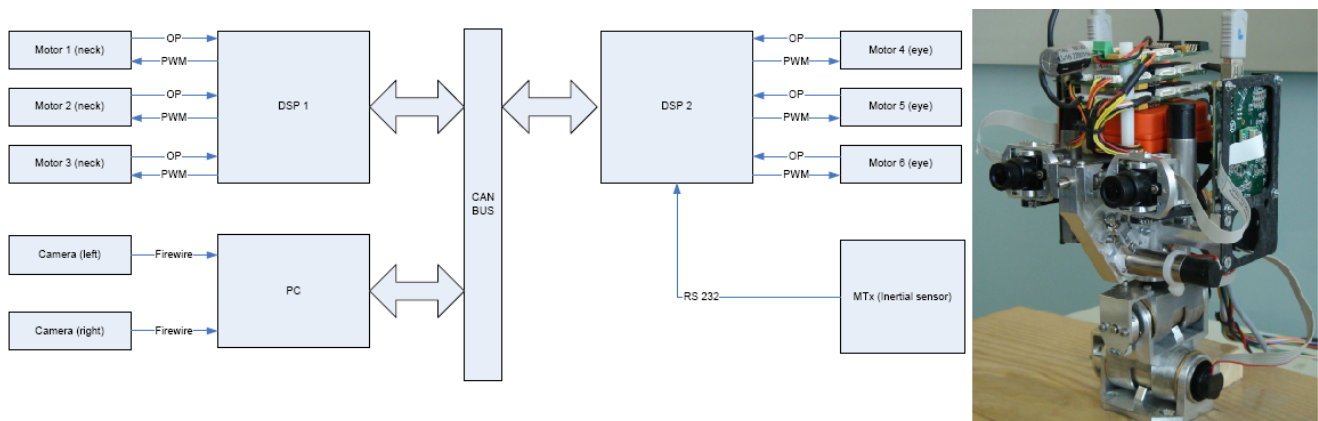 Motor 1 (neck)
OP
PWM
Motor 2 (neck)
OP
PWM
Motor 3 (neck)
OP
PWM
DSP 1
Camera (left)
Firewire
Camera (right)
Firewire
PC
CAN
BUS
DSP 2
OP
PWM
Motor 4 (eye)
OP
PWM
Motor 5 (eye)
OP
PWM
Motor 6 (eye)
RS 232
MTx (Inertial sensor)